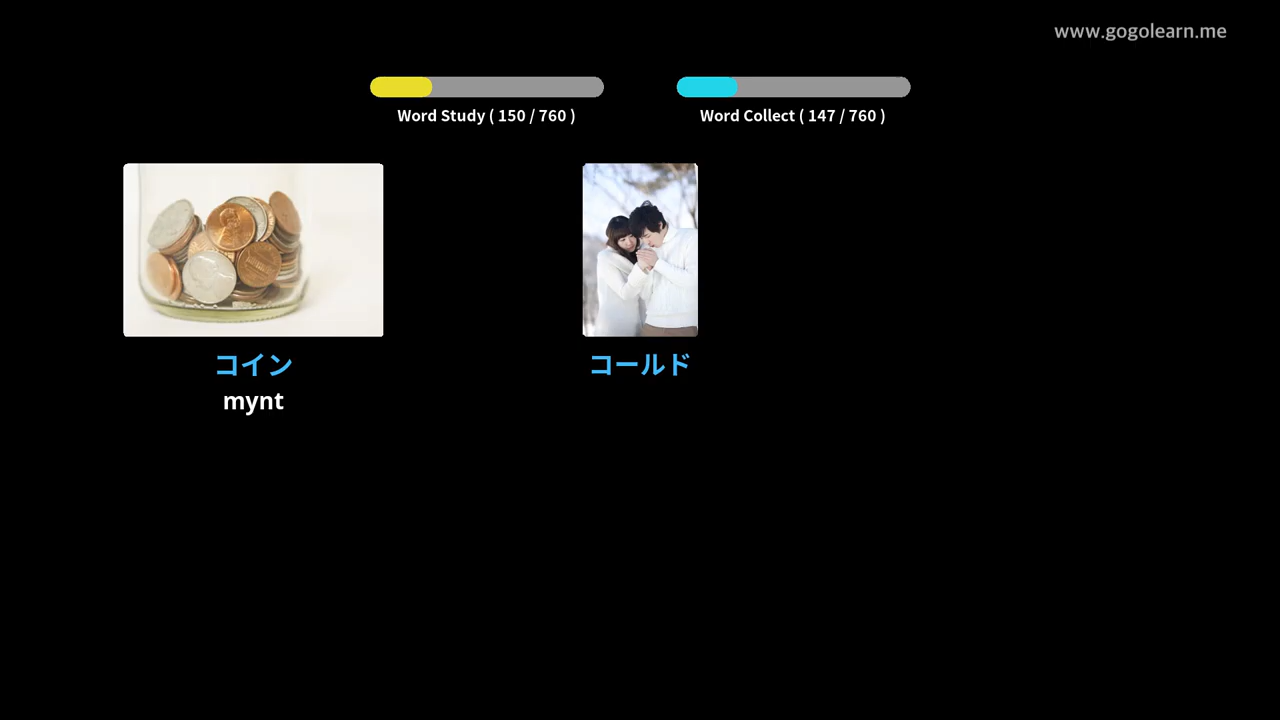 www.gogolearn.me
Word Study ( 150 / 760 )
Word Collect ( 147 / 760 )
コイン
mynt
コールド